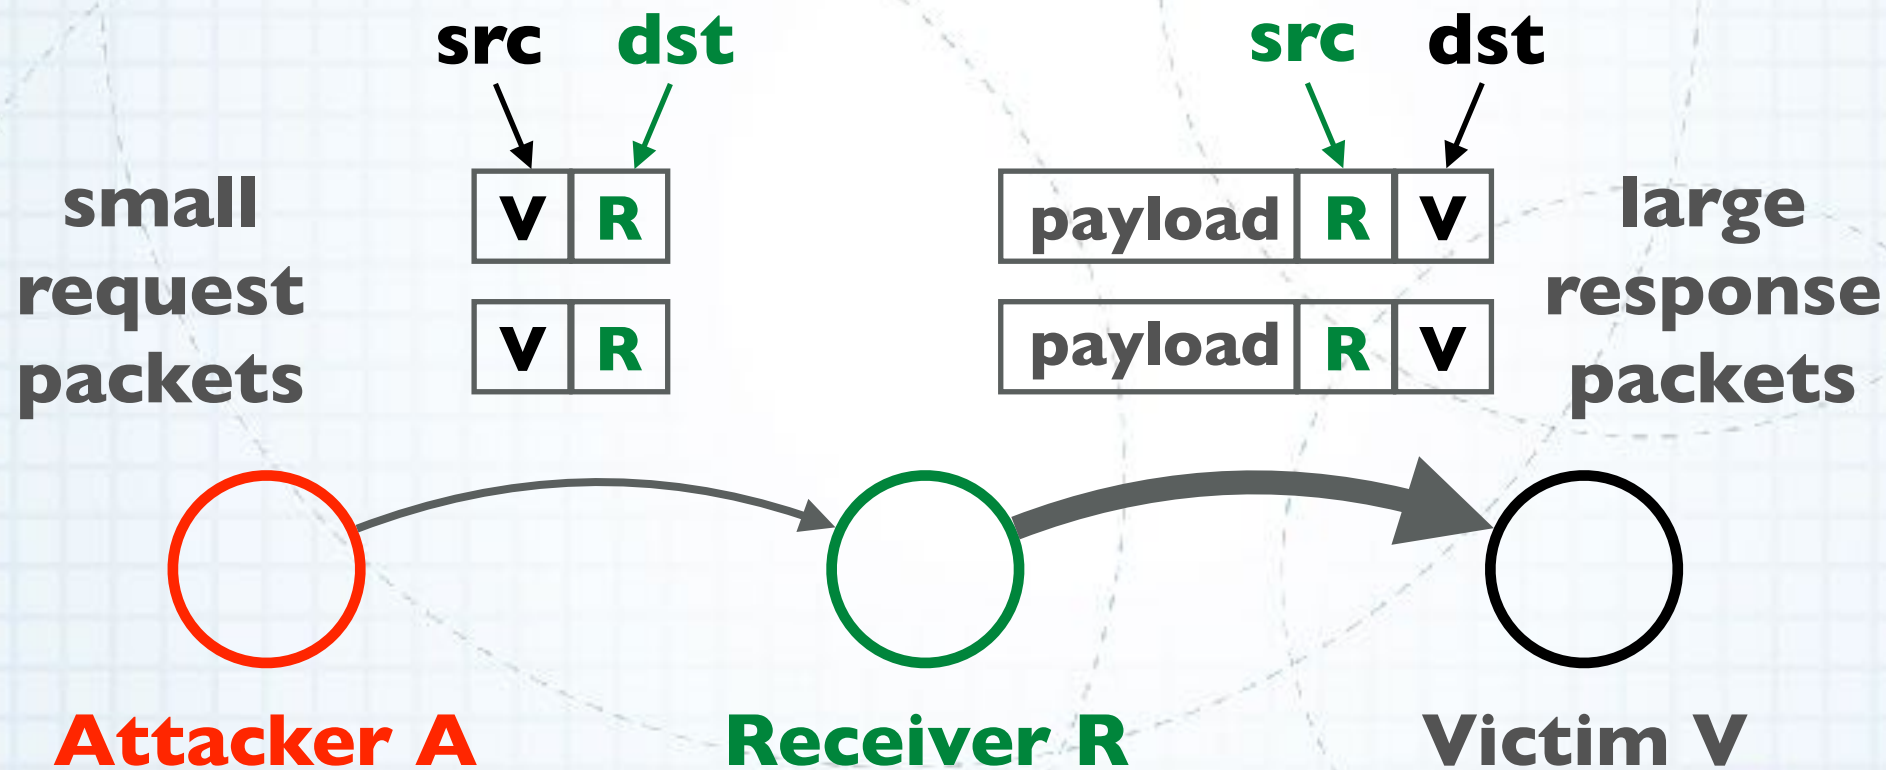 src dst
src dst
small
request
packets
V R
V R
payload R V
payload R V
large
response
packets
Attacker A
Receiver R
Victim V